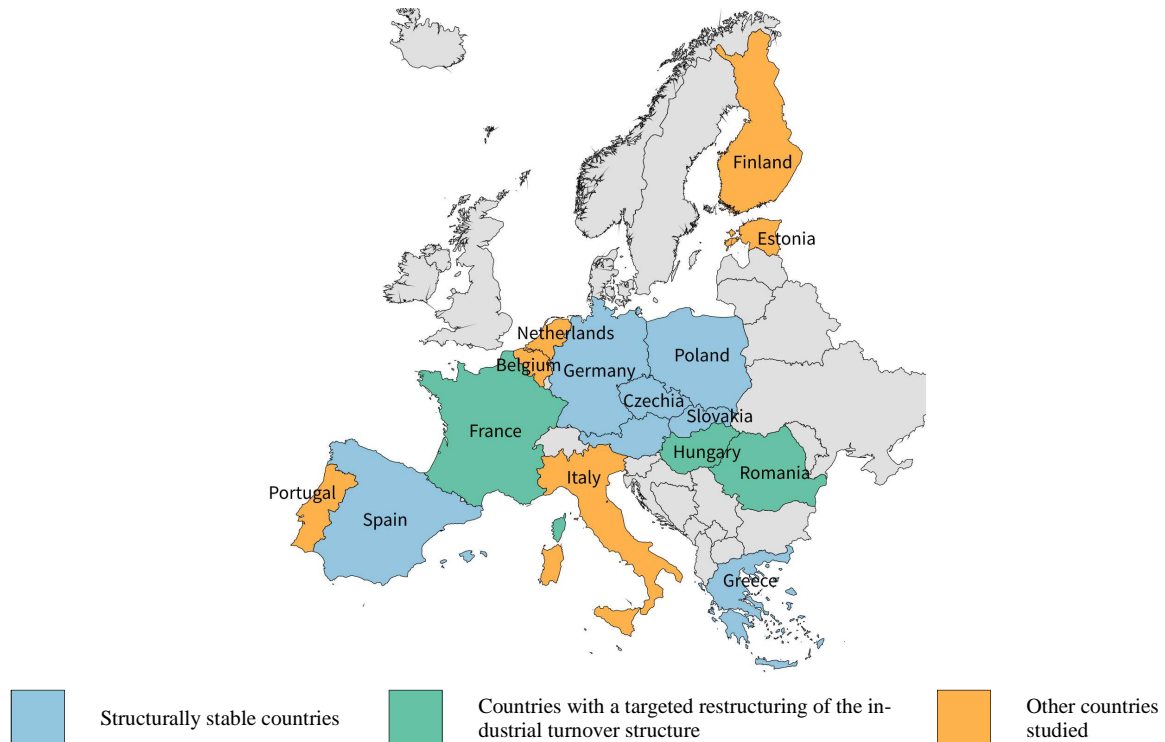 Finland
Estonia
Netherlands
Belgium
Germany
Poland
Czechia
Slovakia
France
Hungary
Romania
Italy
Portugal
Spain
Greece
Structurally stable countries
Countries with a targeted restructuring of the in-
dustrial turnover structure
Other countries
studied